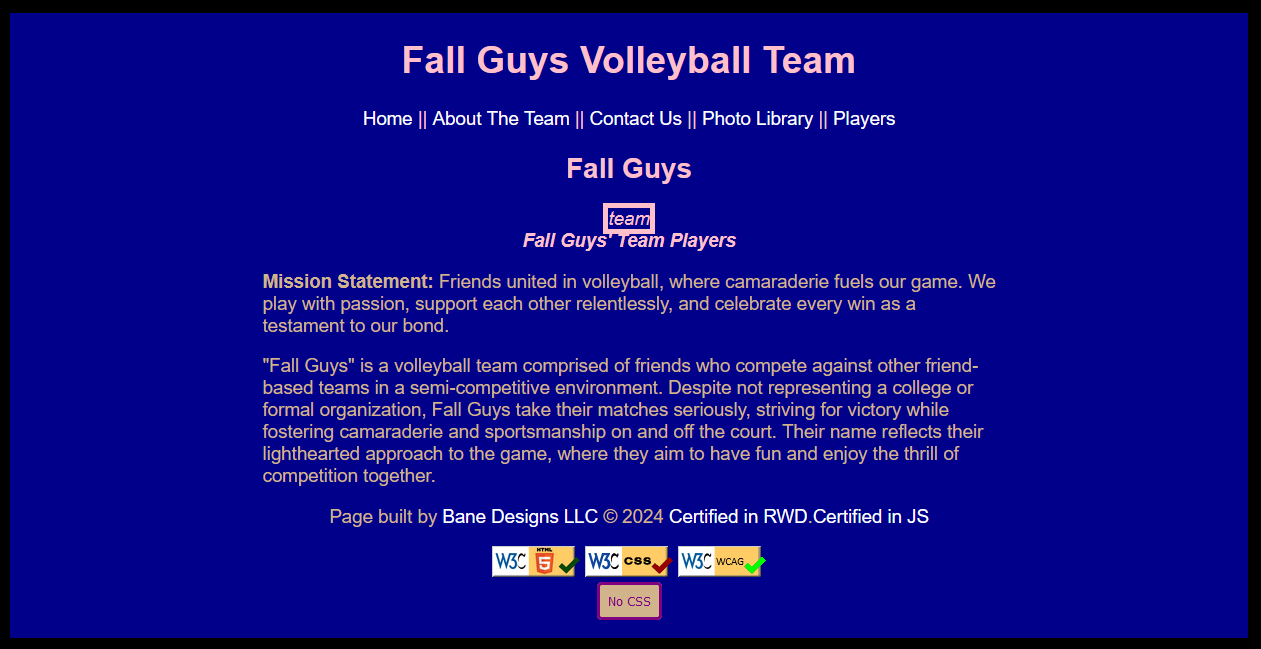 Fall Guys Volleyball Team
Home || About The Team || Contact Us || Photo Library || Players
Fall Guys
team
Fall Guys' Team Players
Mission Statement: Friends united in volleyball, where camaraderie fuels our game. We
play with passion, support each other relentlessly, and celebrate every win as a
testament to our bond.
"Fall Guys" is a volleyball team comprised of friends who compete against other friend-
based teams in a semi-competitive environment. Despite not representing a college or
formal organization, Fall Guys take their matches seriously, striving for victory while
fostering camaraderie and sportsmanship on and off the court. Their name reflects their
lighthearted approach to the game, where they aim to have fun and enjoy the thrill of
competition together.
Page built by Bane Designs LLC © 2024 Certified in RWD.Certified in JS
W3C HTML 5 W3C CSS W3C WCAG
No CSS